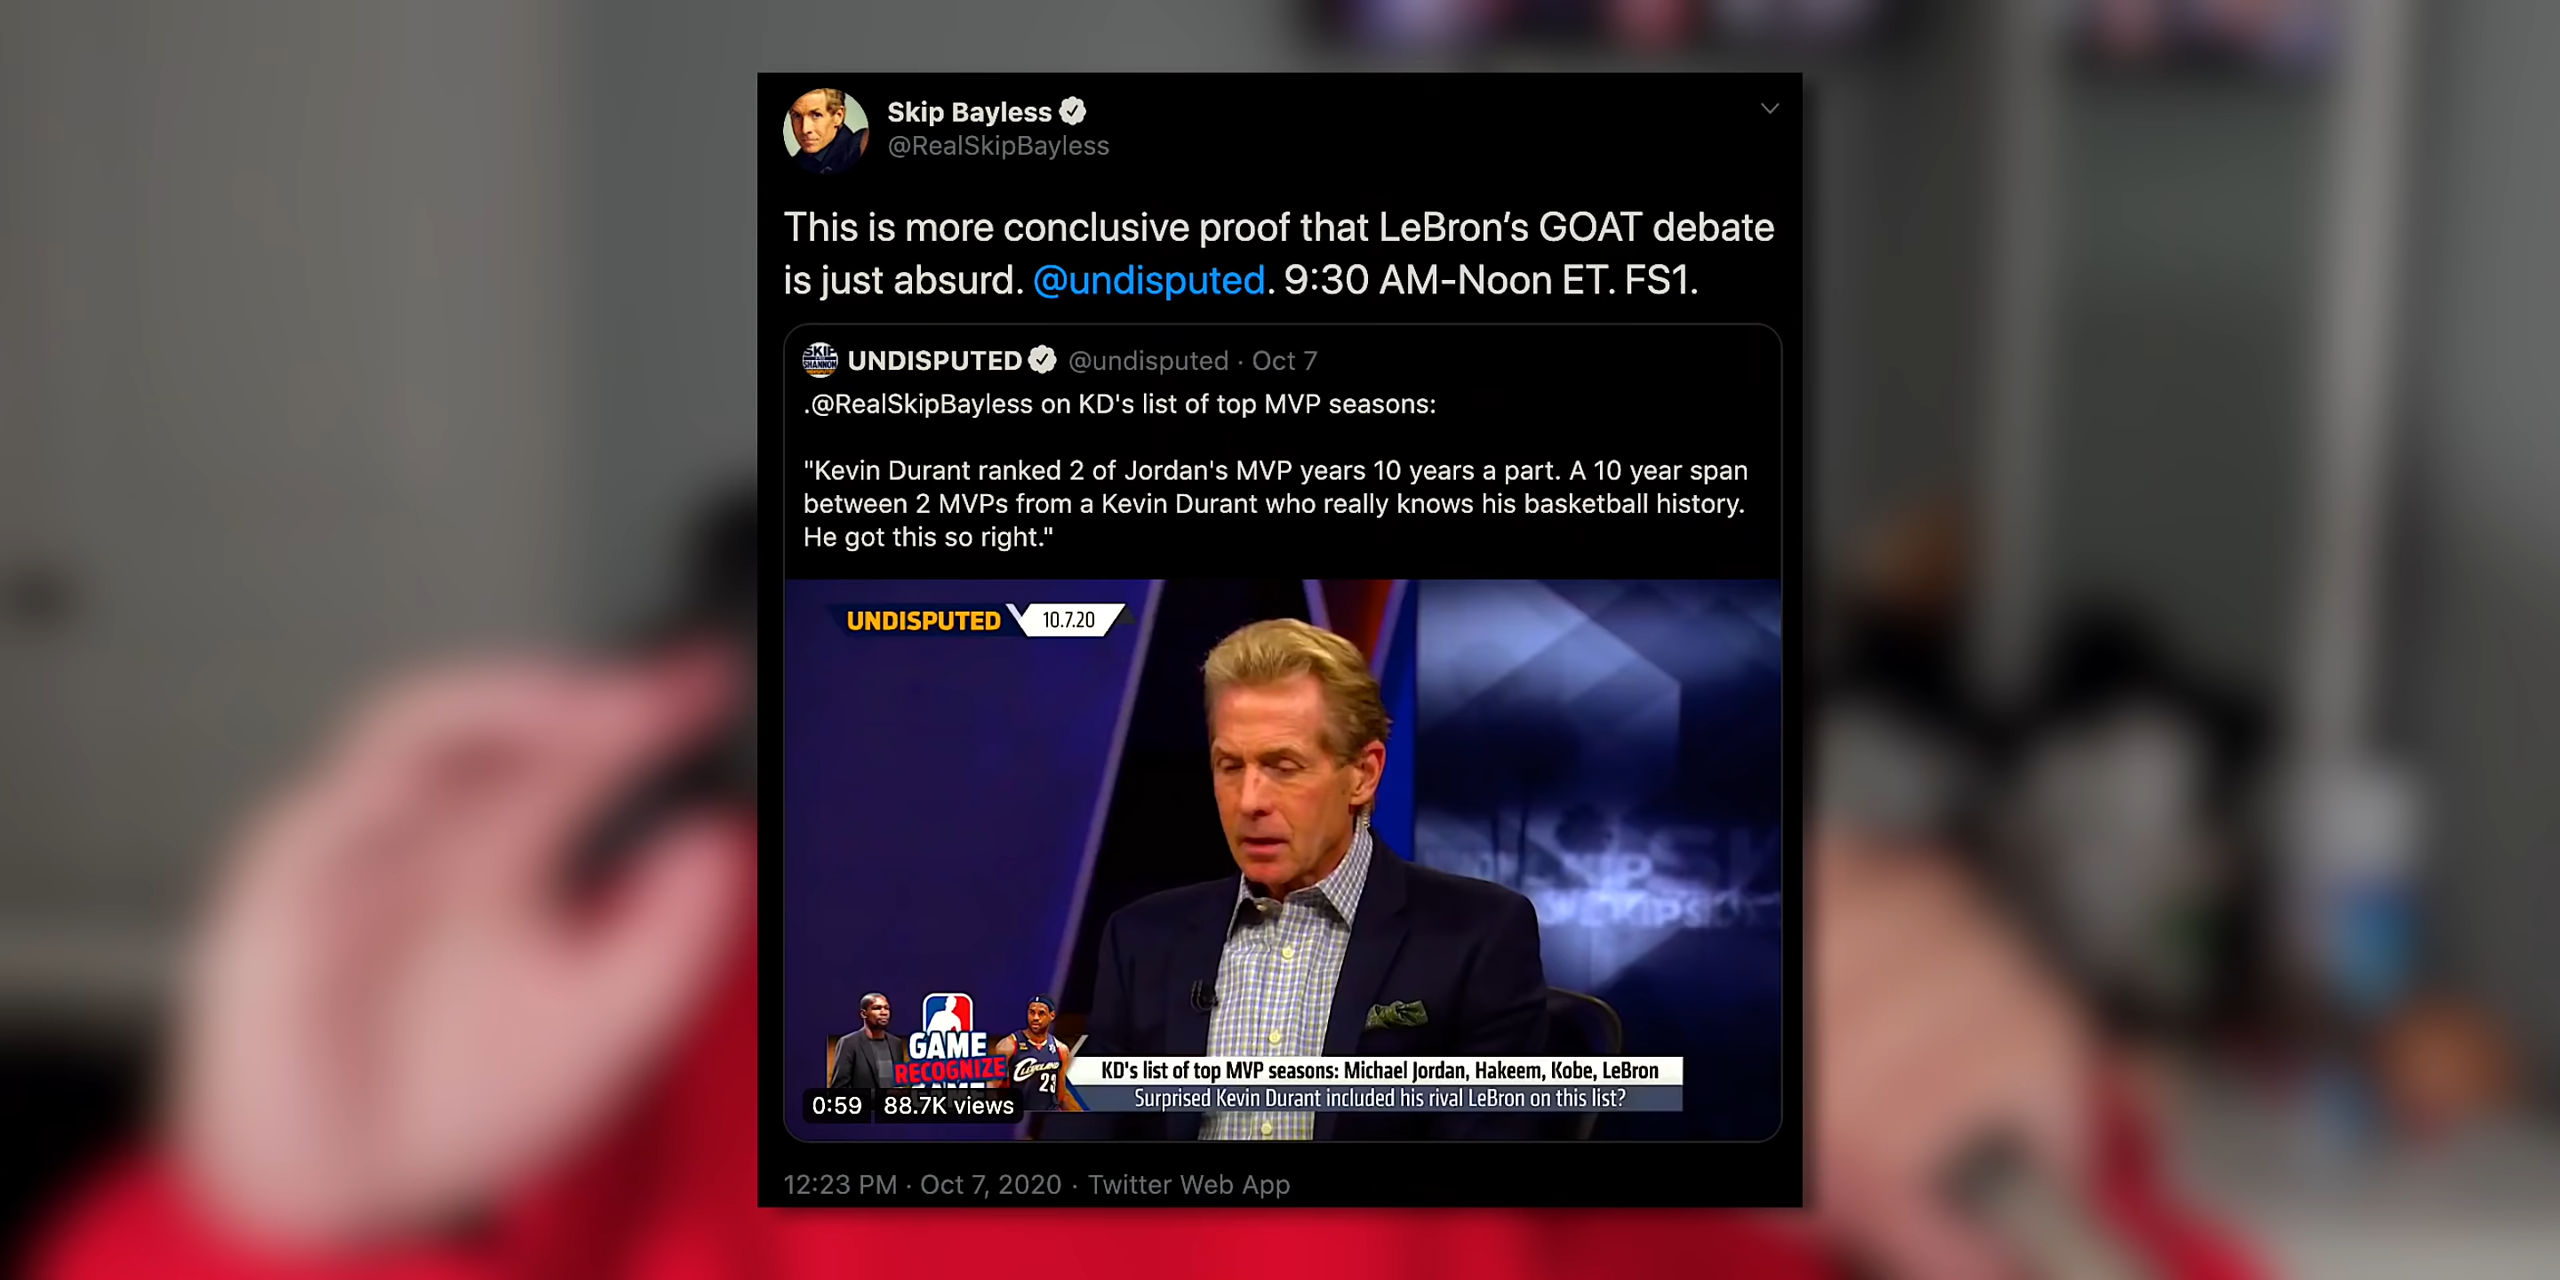 Skip Bayless
@RealSkipBayless
This is more conclusive proof that LeBron’s GOAT debate
is just absurd. @undisputed. 9:30 AM-Noon ET. FS1.
UNDISPUTED @undisputed · Oct 7
.@RealSkipBayless on KD's list of top MVP seasons:
"Kevin Durant ranked 2 of Jordan's MVP years 10 years a part. A 10 year span
between 2 MVPs from a Kevin Durant who really knows his basketball history.
He got this so right."
UNDISPUTED 10.7.20
GAME
RECOGNIZE
GAME
CLEVELAND
23
KD's list of top MVP seasons: Michael Jordan, Hakeem, Kobe, LeBron
Surprised Kevin Durant included his rival LeBron on this list?
0:59 88.7K views
12:23 PM · Oct 7, 2020 · Twitter Web App